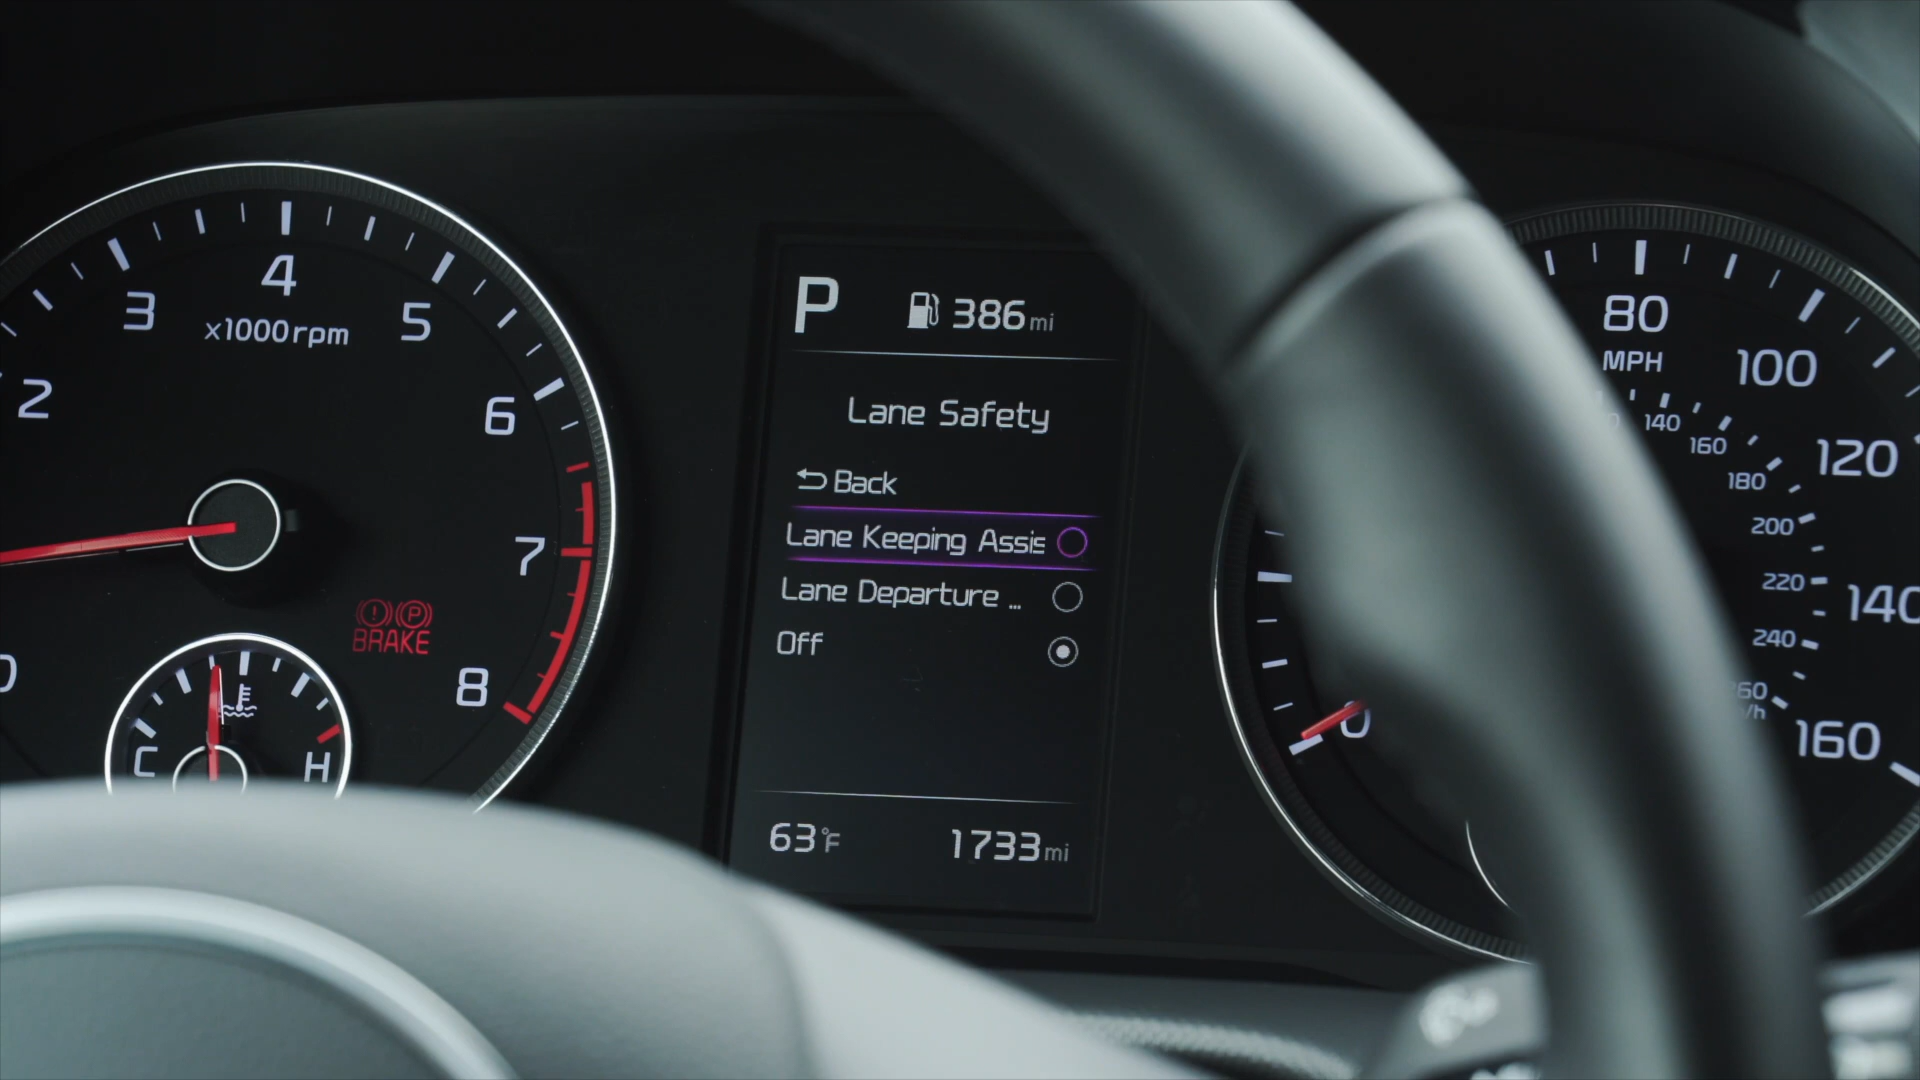 2
3
4
5
6
7
8
x1000rpm
BRAKE
P
C
H
P
386mi
Lane Safety
Back
Lane Keeping Assis
Lane Departure ...
Off
63°F
1733mi
80
MPH
100
120
140
160
0
140
160
180
200
220
240